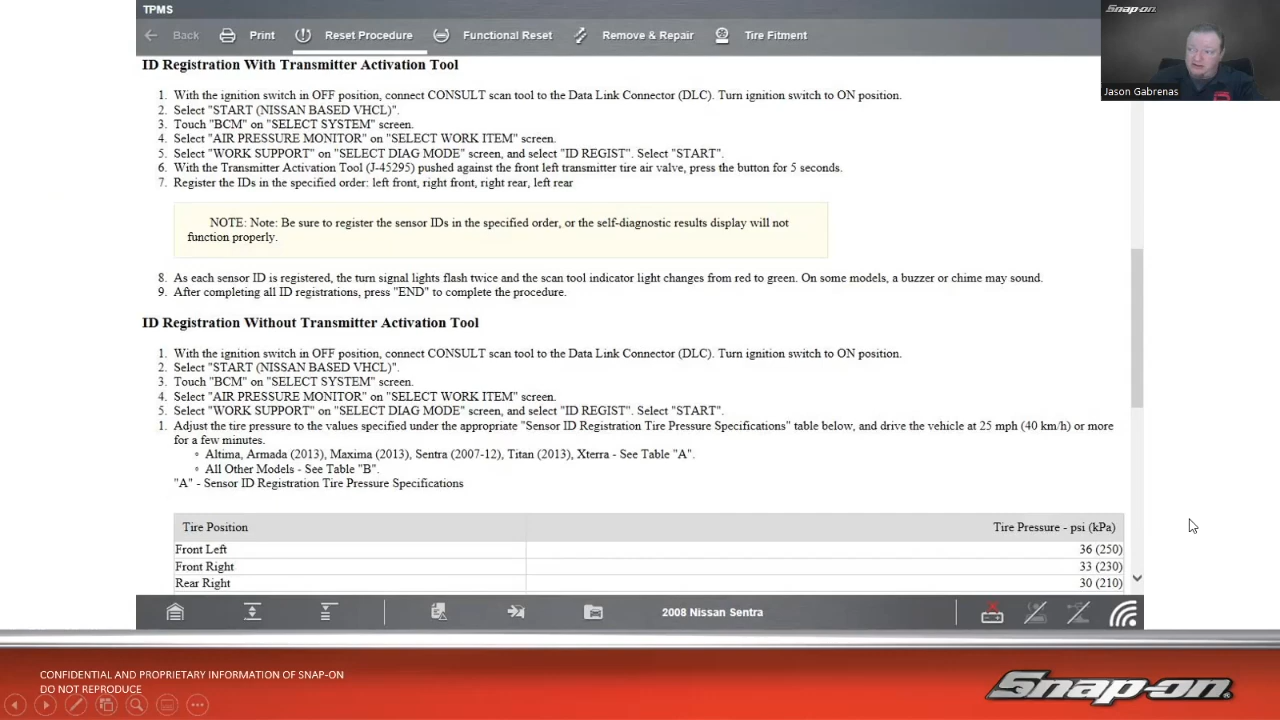 TPMS
Back Print Reset Procedure Functional Reset Remove & Repair Tire Fitment
Snap-on
Jason Gabrenas
ID Registration With Transmitter Activation Tool
1. With the ignition switch in OFF position, connect CONSULT scan tool to the Data Link Connector (DLC). Turn ignition switch to ON position.
2. Select "START (NISSAN BASED VHCL)".
3. Touch "BCM" on "SELECT SYSTEM" screen.
4. Select "AIR PRESSURE MONITOR" on "SELECT WORK ITEM" screen.
5. Select "WORK SUPPORT" on "SELECT DIAG MODE" screen, and select "ID REGIST". Select "START".
6. With the Transmitter Activation Tool (J-45295) pushed against the front left transmitter tire air valve, press the button for 5 seconds.
7. Register the IDs in the specified order: left front, right front, right rear, left rear
NOTE: Note: Be sure to register the sensor IDs in the specified order, or the self-diagnostic results display will not
function properly.
8. As each sensor ID is registered, the turn signal lights flash twice and the scan tool indicator light changes from red to green. On some models, a buzzer or chime may sound.
9. After completing all ID registrations, press "END" to complete the procedure.
ID Registration Without Transmitter Activation Tool
1. With the ignition switch in OFF position, connect CONSULT scan tool to the Data Link Connector (DLC). Turn ignition switch to ON position.
2. Select "START (NISSAN BASED VHCL)".
3. Touch "BCM" on "SELECT SYSTEM" screen.
4. Select "AIR PRESSURE MONITOR" on "SELECT WORK ITEM" screen.
5. Select "WORK SUPPORT" on "SELECT DIAG MODE" screen, and select "ID REGIST". Select "START".
1. Adjust the tire pressure to the values specified under the appropriate "Sensor ID Registration Tire Pressure Specifications" table below, and drive the vehicle at 25 mph (40 km/h) or more
for a few minutes.
◦ Altima, Armada (2013), Maxima (2013), Sentra (2007-12), Titan (2013), Xterra - See Table "A".
◦ All Other Models - See Table "B".
"A" - Sensor ID Registration Tire Pressure Specifications
Tire Position Tire Pressure - psi (kPa)
Front Left 36 (250)
Front Right 33 (230)
Rear Right 30 (210)
2008 Nissan Sentra
CONFIDENTIAL AND PROPRIETARY INFORMATION OF SNAP-ON
DO NOT REPRODUCE
Snap-on